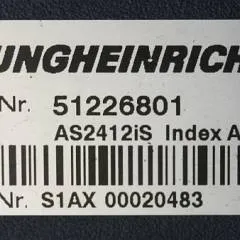 UNGHEINRICH
Nr. 51226801
AS2412iS Index A
Nr. S1AX 00020483